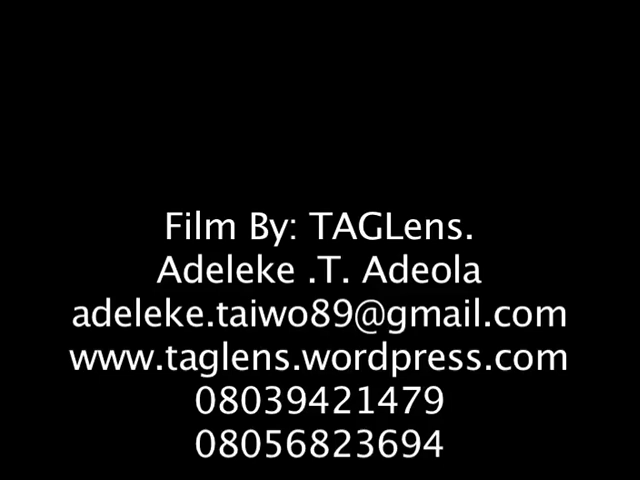 Film By: TAGLens.
Adeleke .T. Adeola
adeleke.taiwo89@gmail.com
www.taglens.wordpress.com
08039421479
08056823694